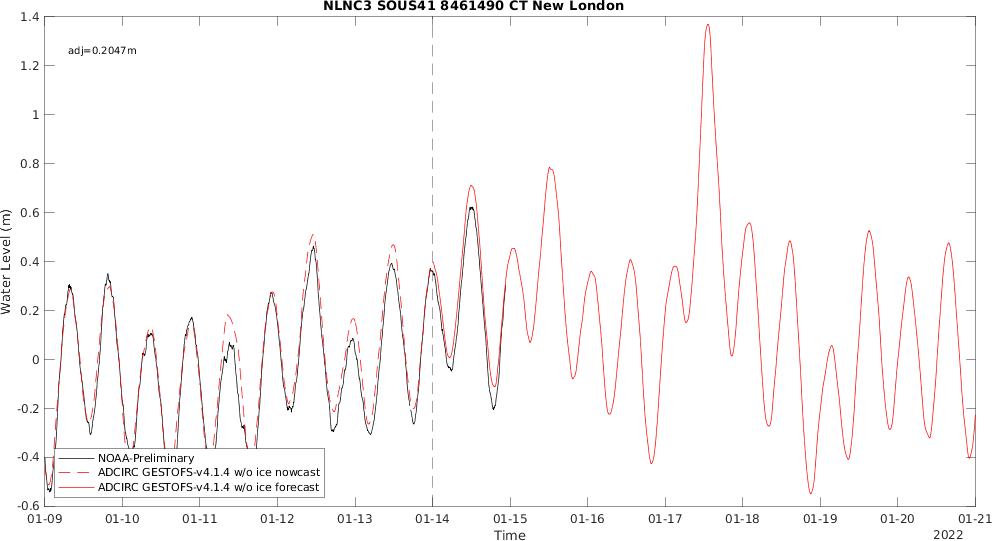 NLNC3 SOUS41 8461490 CT New London
adj=0.2047m
1.4
1.2
1
0.8
0.6
0.4
0.2
0
-0.2
-0.4
-0.6
Water Level (m)
NOAA-Preliminary
ADCIRC GESTOFS-v4.1.4 w/o ice nowcast
ADCIRC GESTOFS-v4.1.4 w/o ice forecast
01-09 01-10 01-11 01-12 01-13 01-14 01-15 01-16 01-17 01-18 01-19 01-20 01-21
Time
2022